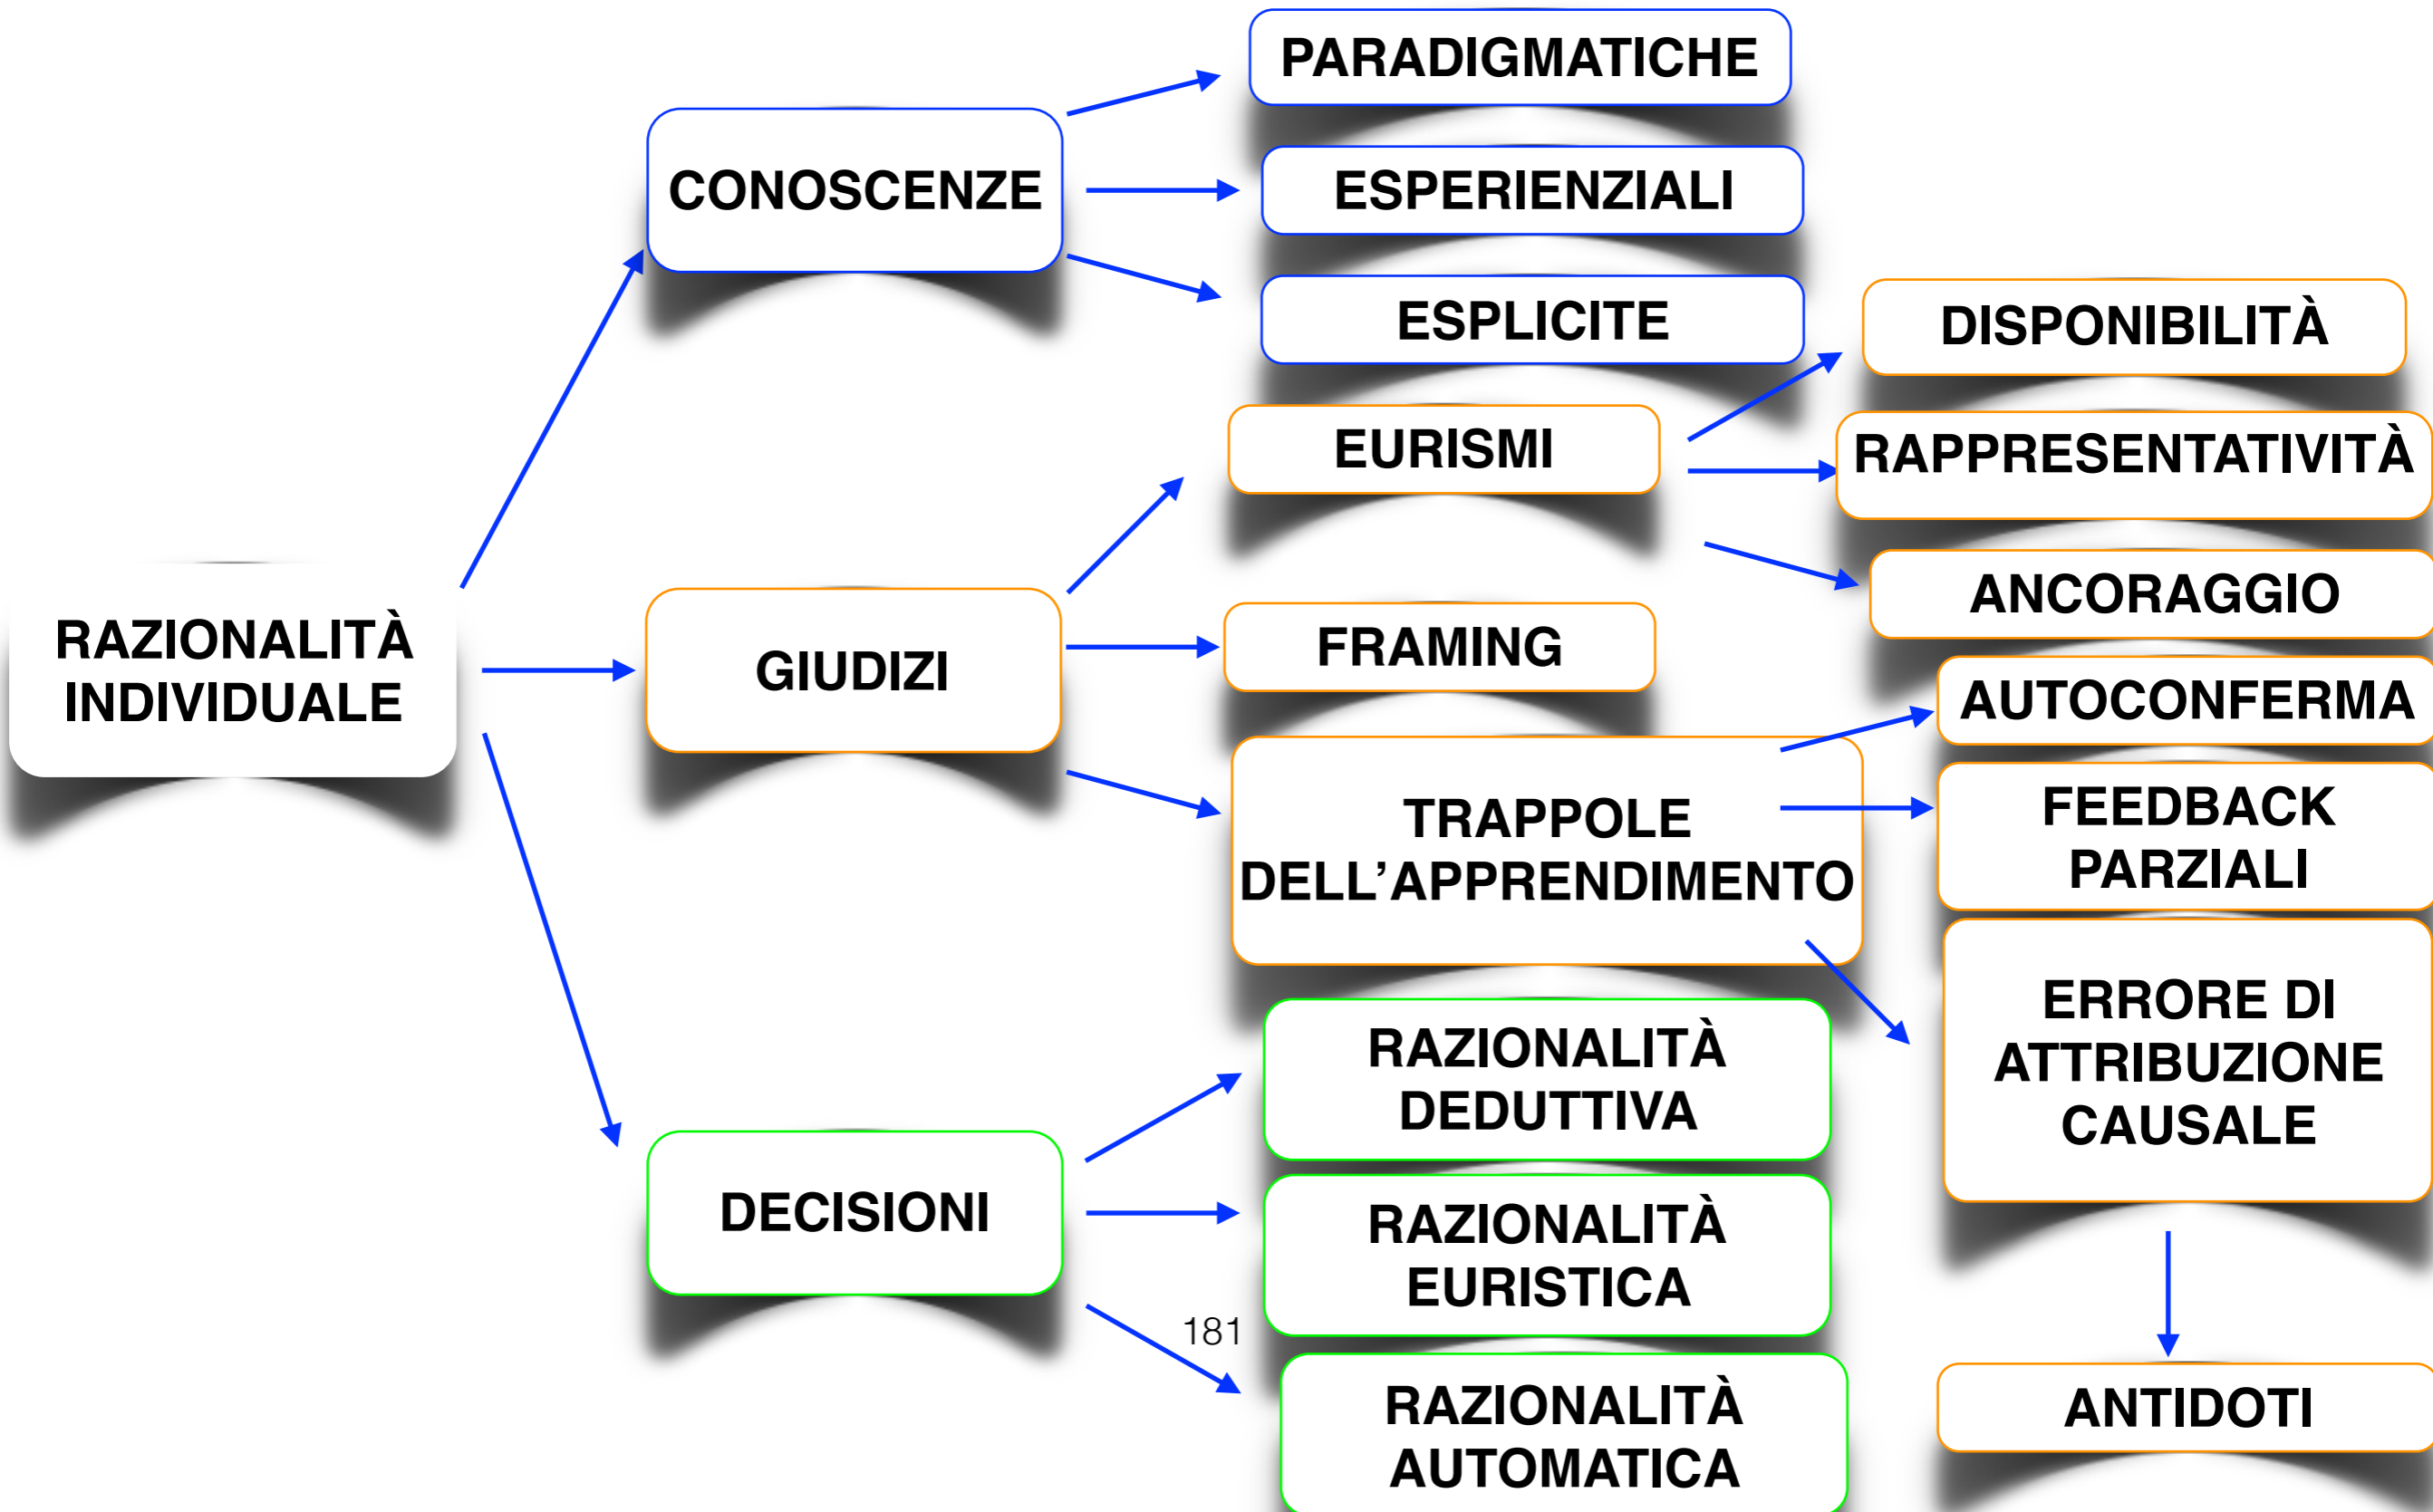 PARADIGMATICHE
CONOSCENZE
ESPERIENZIALI
ESPLICITE
DISPONIBILITÀ
EURISMI
RAPPRESENTATIVITÀ
ANCORAGGIO
RAZIONALITÀ
INDIVIDUALE
GIUDIZI
FRAMING
AUTOCONFERMA
TRAPPOLE
DELL’APPRENDIMENTO
FEEDBACK
PARZIALI
ERRORE DI
ATTRIBUZIONE
CAUSALE
RAZIONALITÀ
DEDUTTIVA
DECISIONI
RAZIONALITÀ
EURISTICA
181
RAZIONALITÀ
AUTOMATICA
ANTIDOTI